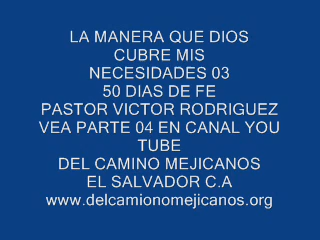 LA MANERA QUE DIOS
CUBRE MIS
NECESIDADES 03
50 DIAS DE FE
PASTOR VICTOR RODRIGUEZ
VEA PARTE 04 EN CANAL YOU
TUBE
DEL CAMINO MEJICANOS
EL SALVADOR C.A
www.delcamionomejicanos.org